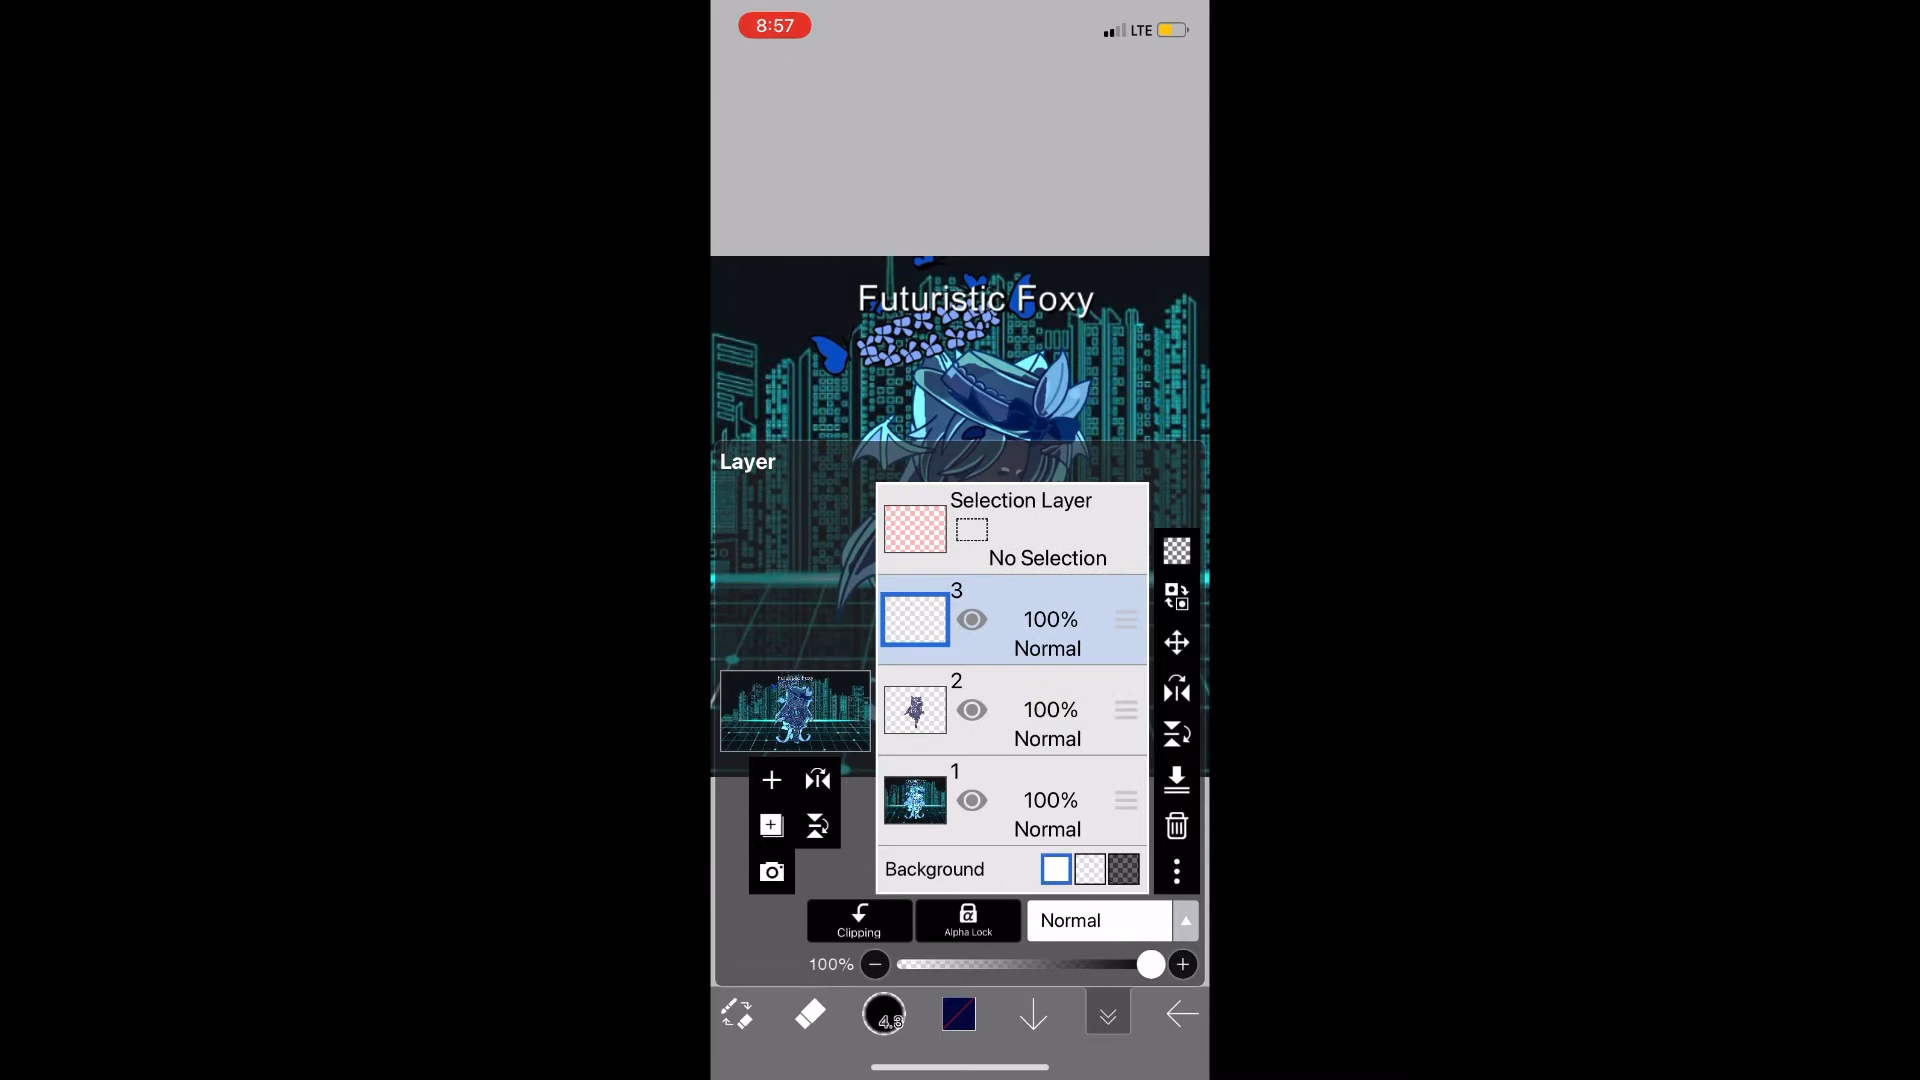 8:57
LTE
Futuristic Foxy
Layer
Selection Layer
No Selection
3
100%
Normal
2
100%
Normal
1
100%
Normal
Background
Clipping
α
Alpha Lock
Normal
100%
4.3